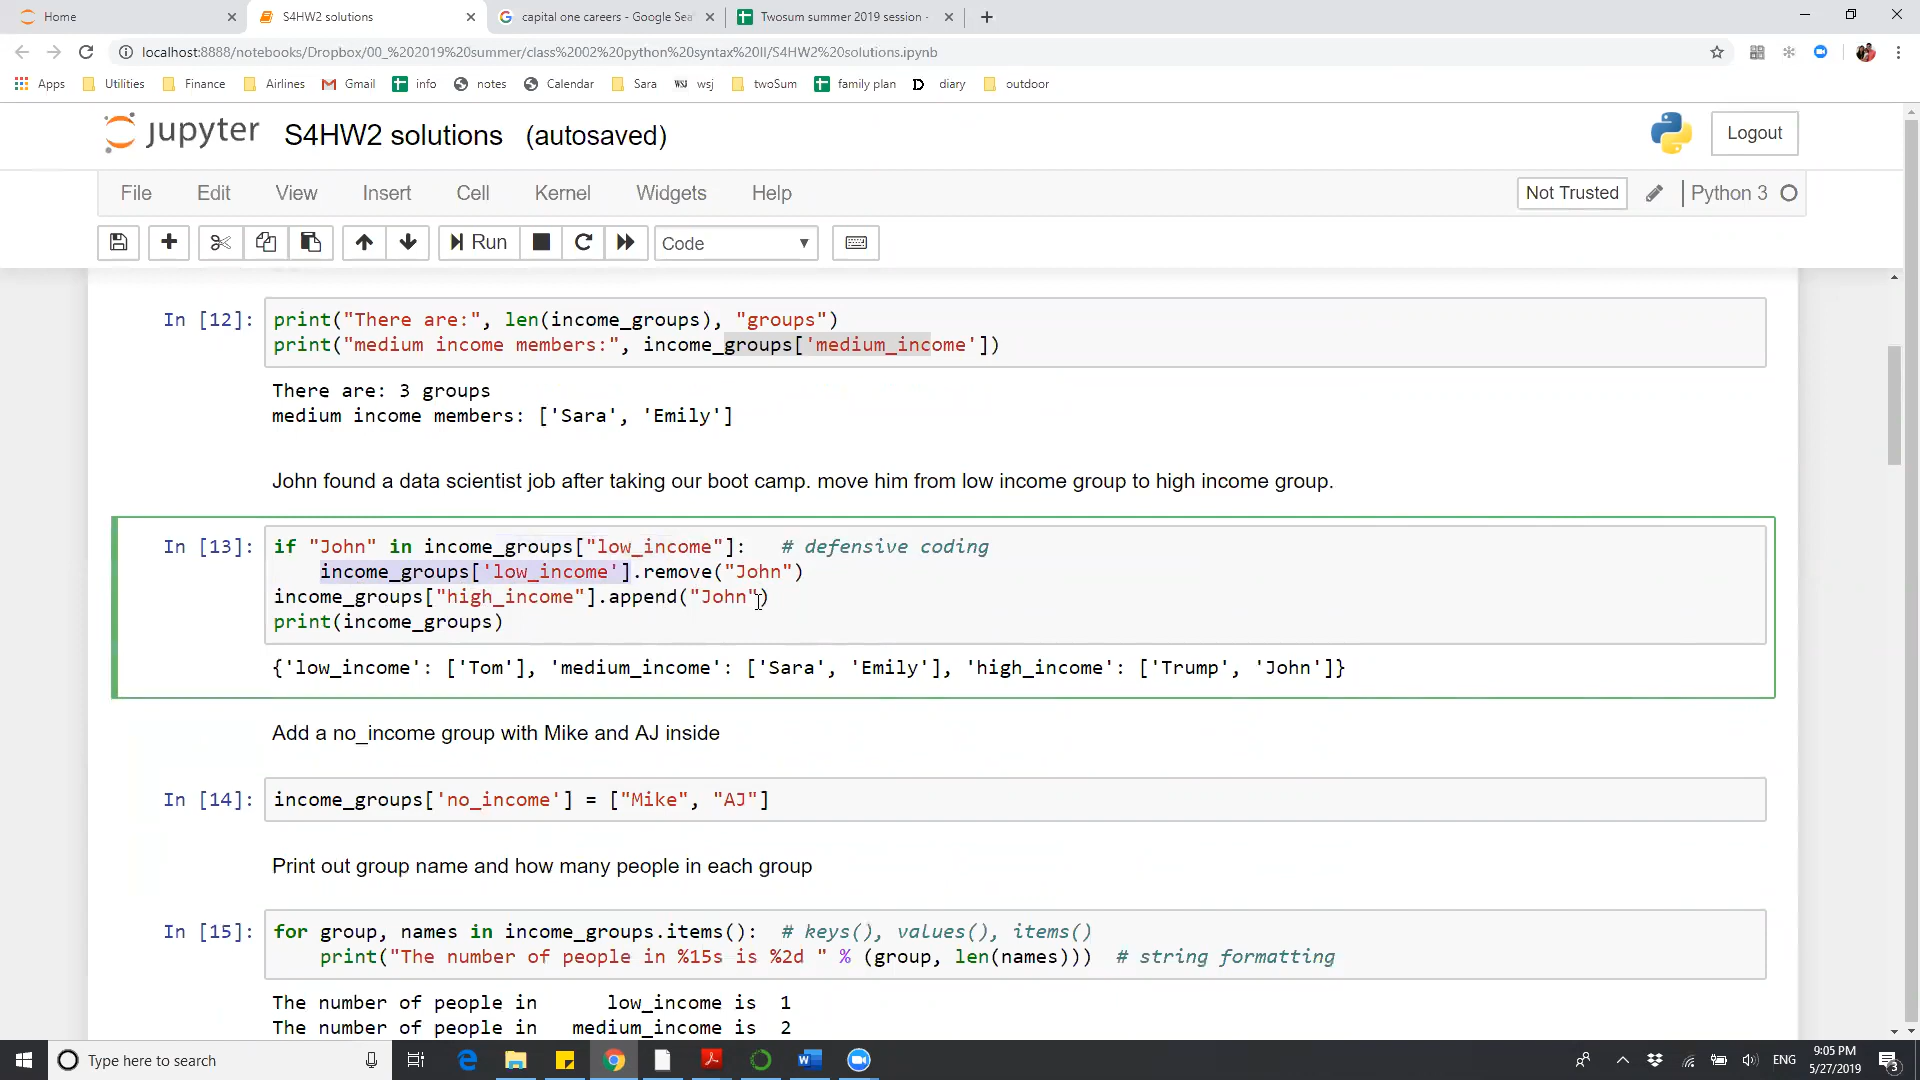 Home
S4HW2 solutions
capital one careers - Google Sea
Twosum summer 2019 session -
localhost:8888/notebooks/Dropbox/00_%202019%20summer/class%2002%20python%20syntax%20II/S4HW2%20solutions.ipynb
Apps Utilities Finance Airlines Gmail info notes Calendar Sara WSJ wsj twoSum family plan D diary outdoor
jupyter S4HW2 solutions (autosaved) Logout
File Edit View Insert Cell Kernel Widgets Help Not Trusted Python 3
Run Code
In [12]: print("There are:", len(income_groups), "groups")
print("medium income members:", income_groups['medium_income'])
There are: 3 groups
medium income members: ['Sara', 'Emily']
John found a data scientist job after taking our boot camp. move him from low income group to high income group.
In [13]: if "John" in income_groups["low_income"]:   # defensive coding
    income_groups['low_income'].remove("John")
income_groups["high_income"].append("John")
print(income_groups)
{'low_income': ['Tom'], 'medium_income': ['Sara', 'Emily'], 'high_income': ['Trump', 'John']}
Add a no_income group with Mike and AJ inside
In [14]: income_groups['no_income'] = ["Mike", "AJ"]
Print out group name and how many people in each group
In [15]: for group, names in income_groups.items():  # keys(), values(), items()
    print("The number of people in %15s is %2d " % (group, len(names)))  # string formatting
The number of people in      low_income is  1
The number of people in   medium_income is  2
Type here to search
ENG
9:05 PM
5/27/2019
3